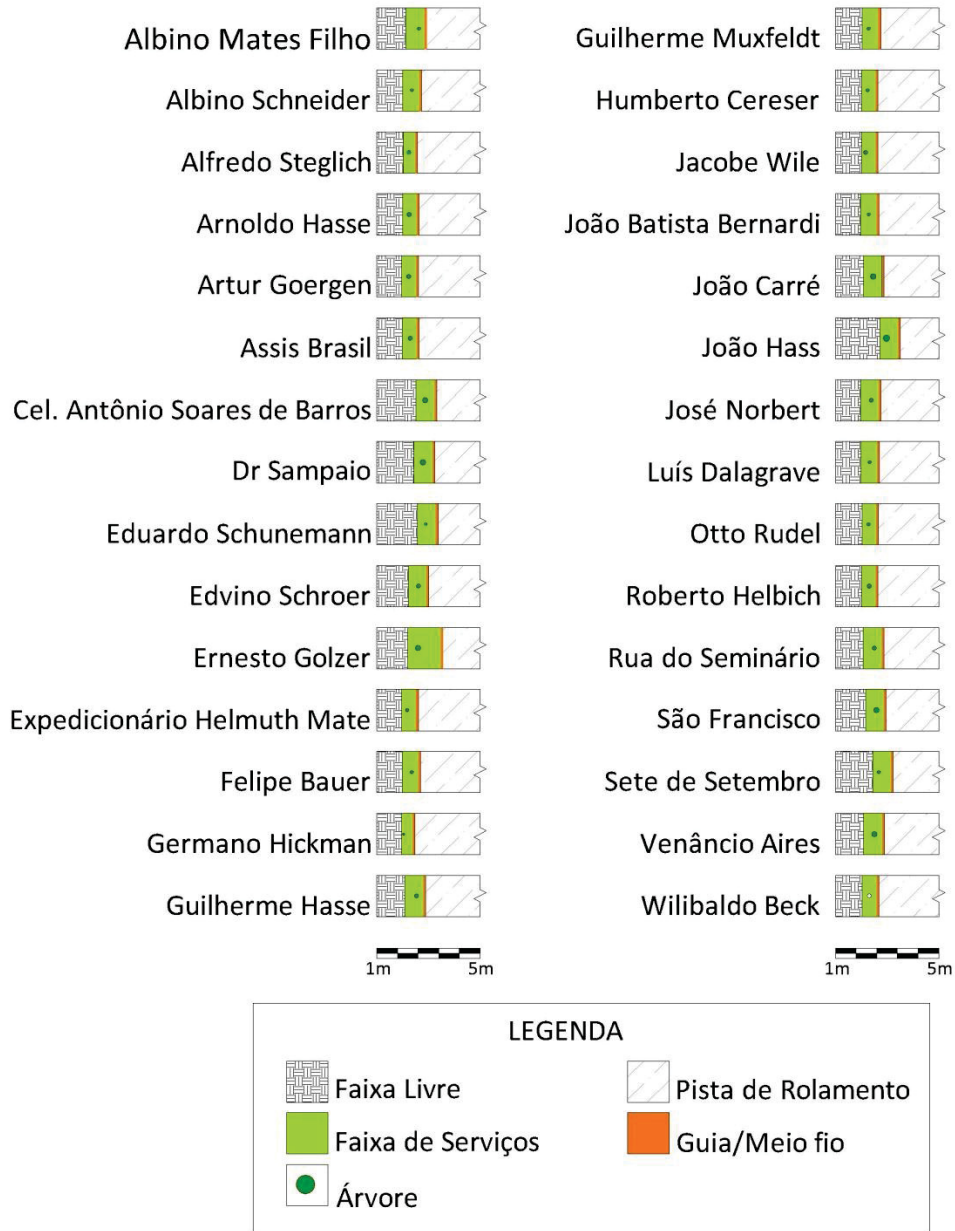 Albino Mates Filho
Albino Schneider
Alfredo Steglich
Arnoldo Hasse
Artur Goergen
Assis Brasil
Cel. Antônio Soares de Barros
Dr Sampaio
Eduardo Schunemann
Edvino Schroer
Ernesto Golzer
Expedicionário Helmuth Mate
Felipe Bauer
Germano Hickman
Guilherme Hasse
1m 5m
Guilherme Muxfeldt
Humberto Cereser
Jacobe Wile
João Batista Bernardi
João Carré
João Hass
José Norbert
Luís Dalagrave
Otto Rudel
Roberto Helbich
Rua do Seminário
São Francisco
Sete de Setembro
Venâncio Aires
Wilibaldo Beck
1m 5m
LEGENDA
Faixa Livre
Faixa de Serviços
Árvore
Pista de Rolamento
Guia/Meio fio